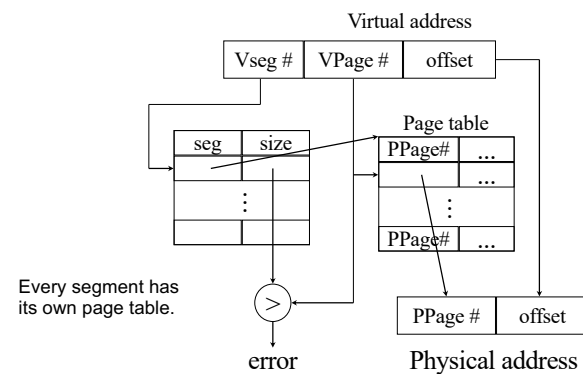 Virtual address
Vseg # VPage # offset
Page table
seg size
PPage# ...
...
⋮ ⋮
PPage# ...
Every segment has
its own page table.
>
PPage # offset
error
Physical address